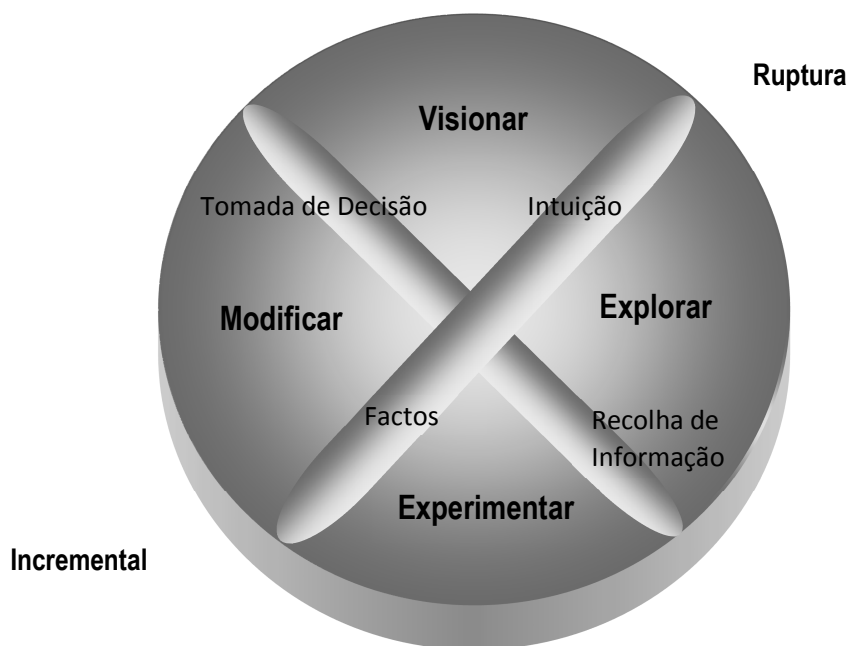 Ruptura
Visionar
Tomada de Decisão
Intuição
Modificar
Explorar
Factos
Recolha de
Informação
Experimentar
Incremental